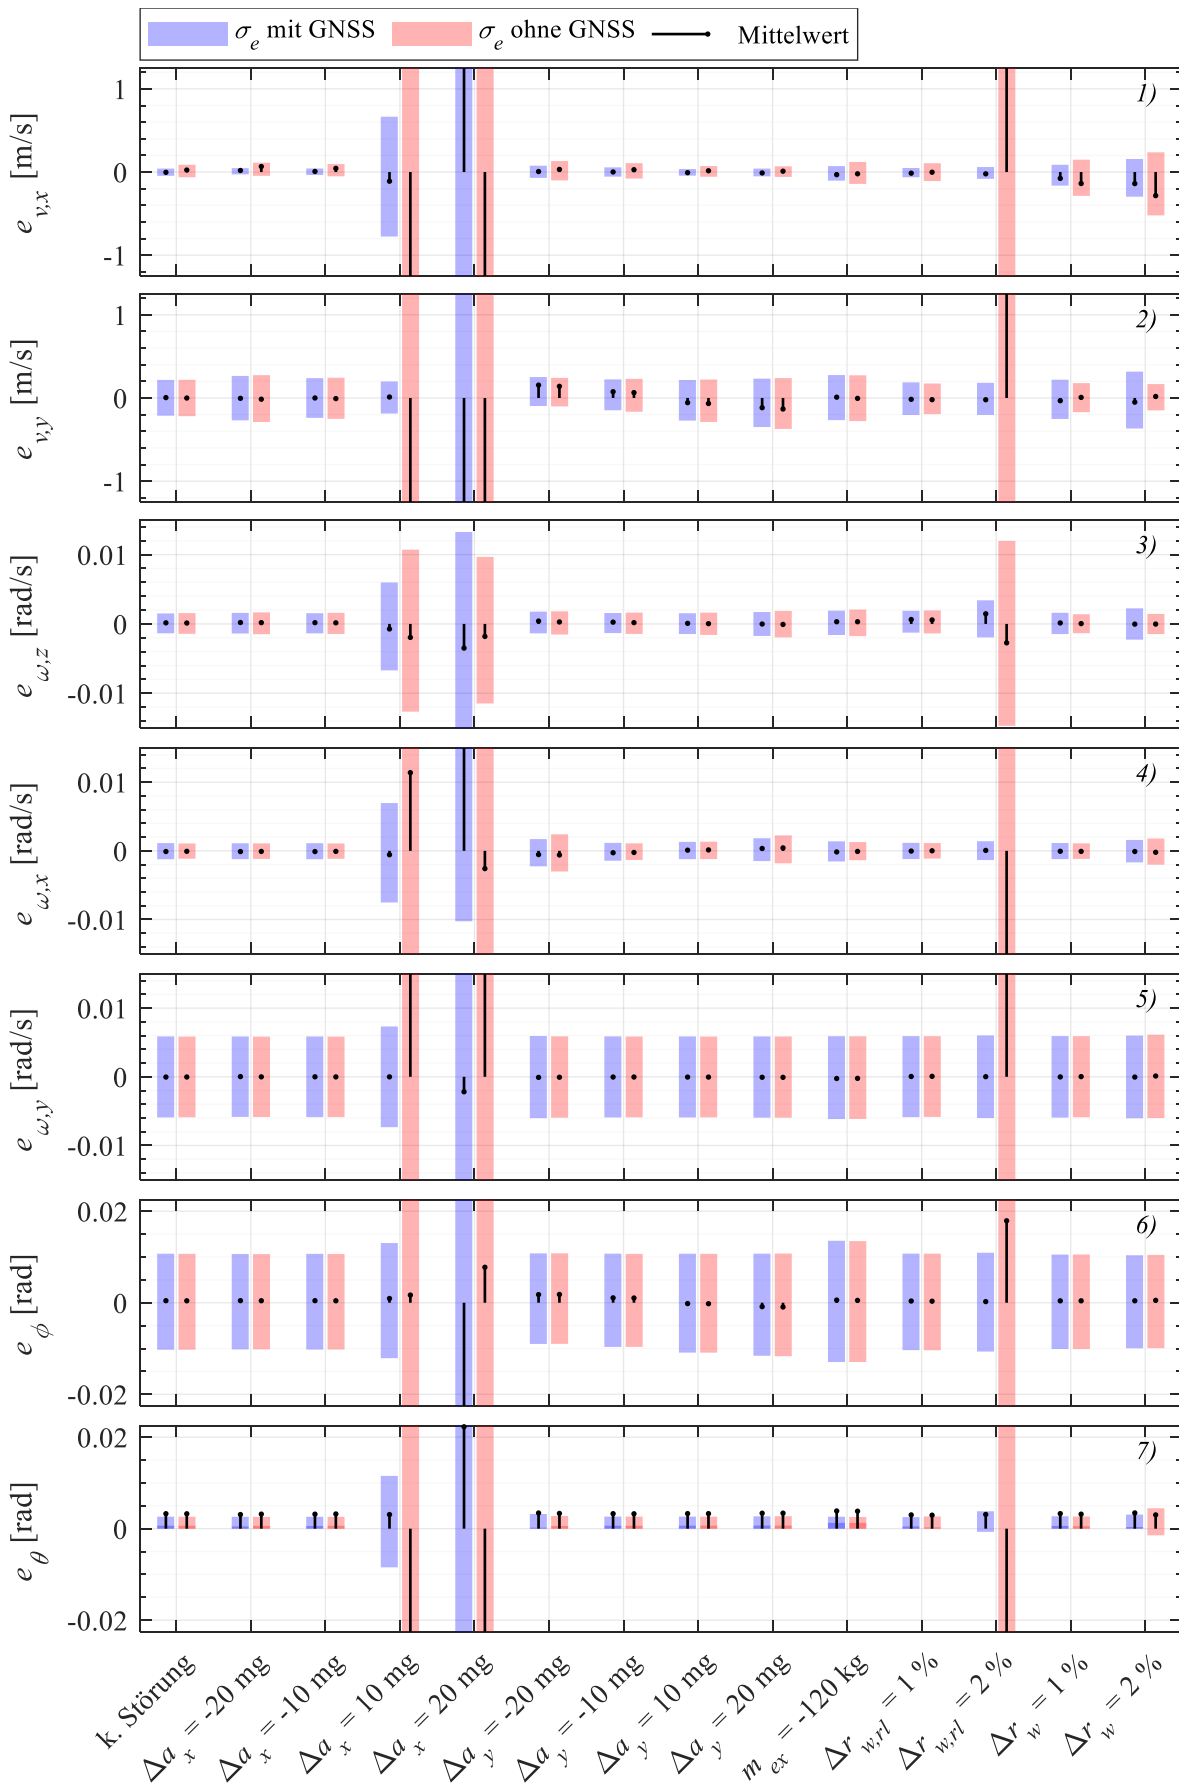 σe mit GNSS σe ohne GNSS Mittelwert
1)
ev,x [m/s]
1
0
-1
2)
ev,y [m/s]
1
0
-1
3)
eω,z [rad/s]
0.01
0
-0.01
4)
eω,x [rad/s]
0.01
0
-0.01
5)
eω,y [rad/s]
0.01
0
-0.01
6)
eϕ [rad]
0.02
0
-0.02
7)
eθ [rad]
0.02
0
-0.02
k. Störung
Δax = -20 mg
Δax = -10 mg
Δax = 10 mg
Δax = 20 mg
Δay = -20 mg
Δay = -10 mg
Δay = 10 mg
Δay = 20 mg
mex = -120 kg
Δrw,rl = 1 %
Δrw,rl = 2 %
Δrw = 1 %
Δrw = 2 %